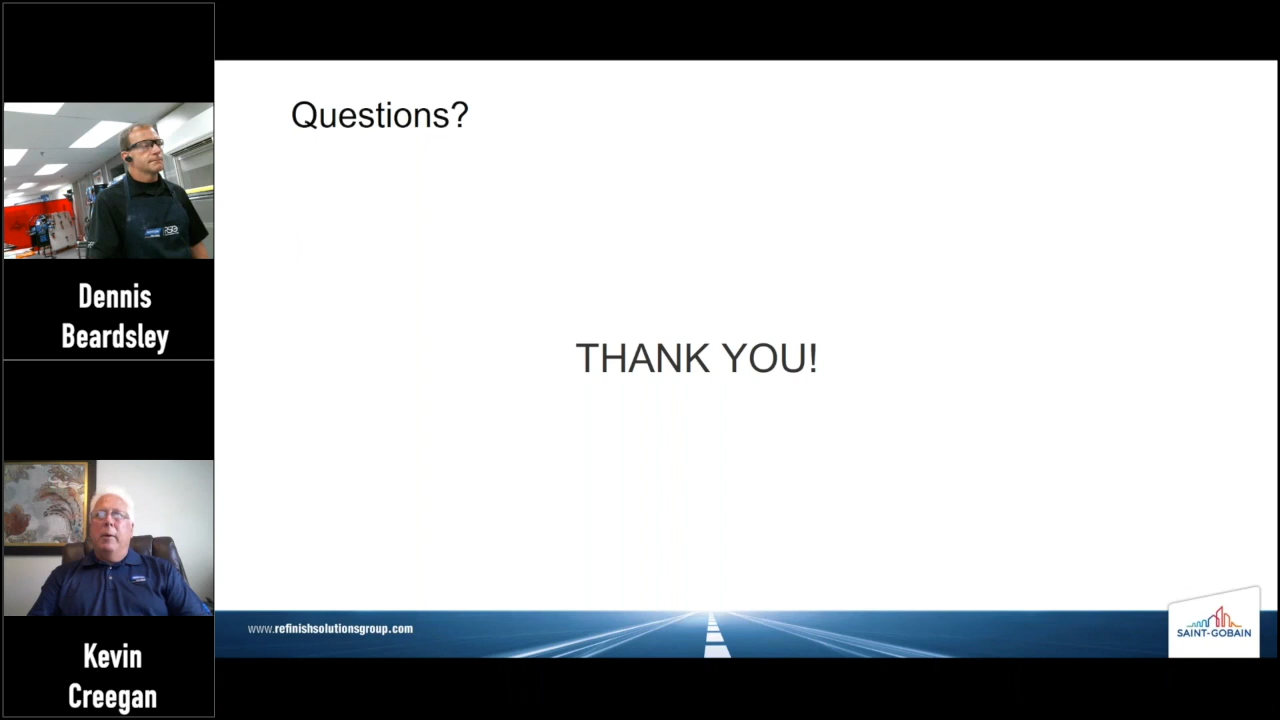 Dennis
Beardsley
Kevin
Creegan
Questions?
THANK YOU!
www.refinishsolutionsgroup.com
SAINT-GOBAIN